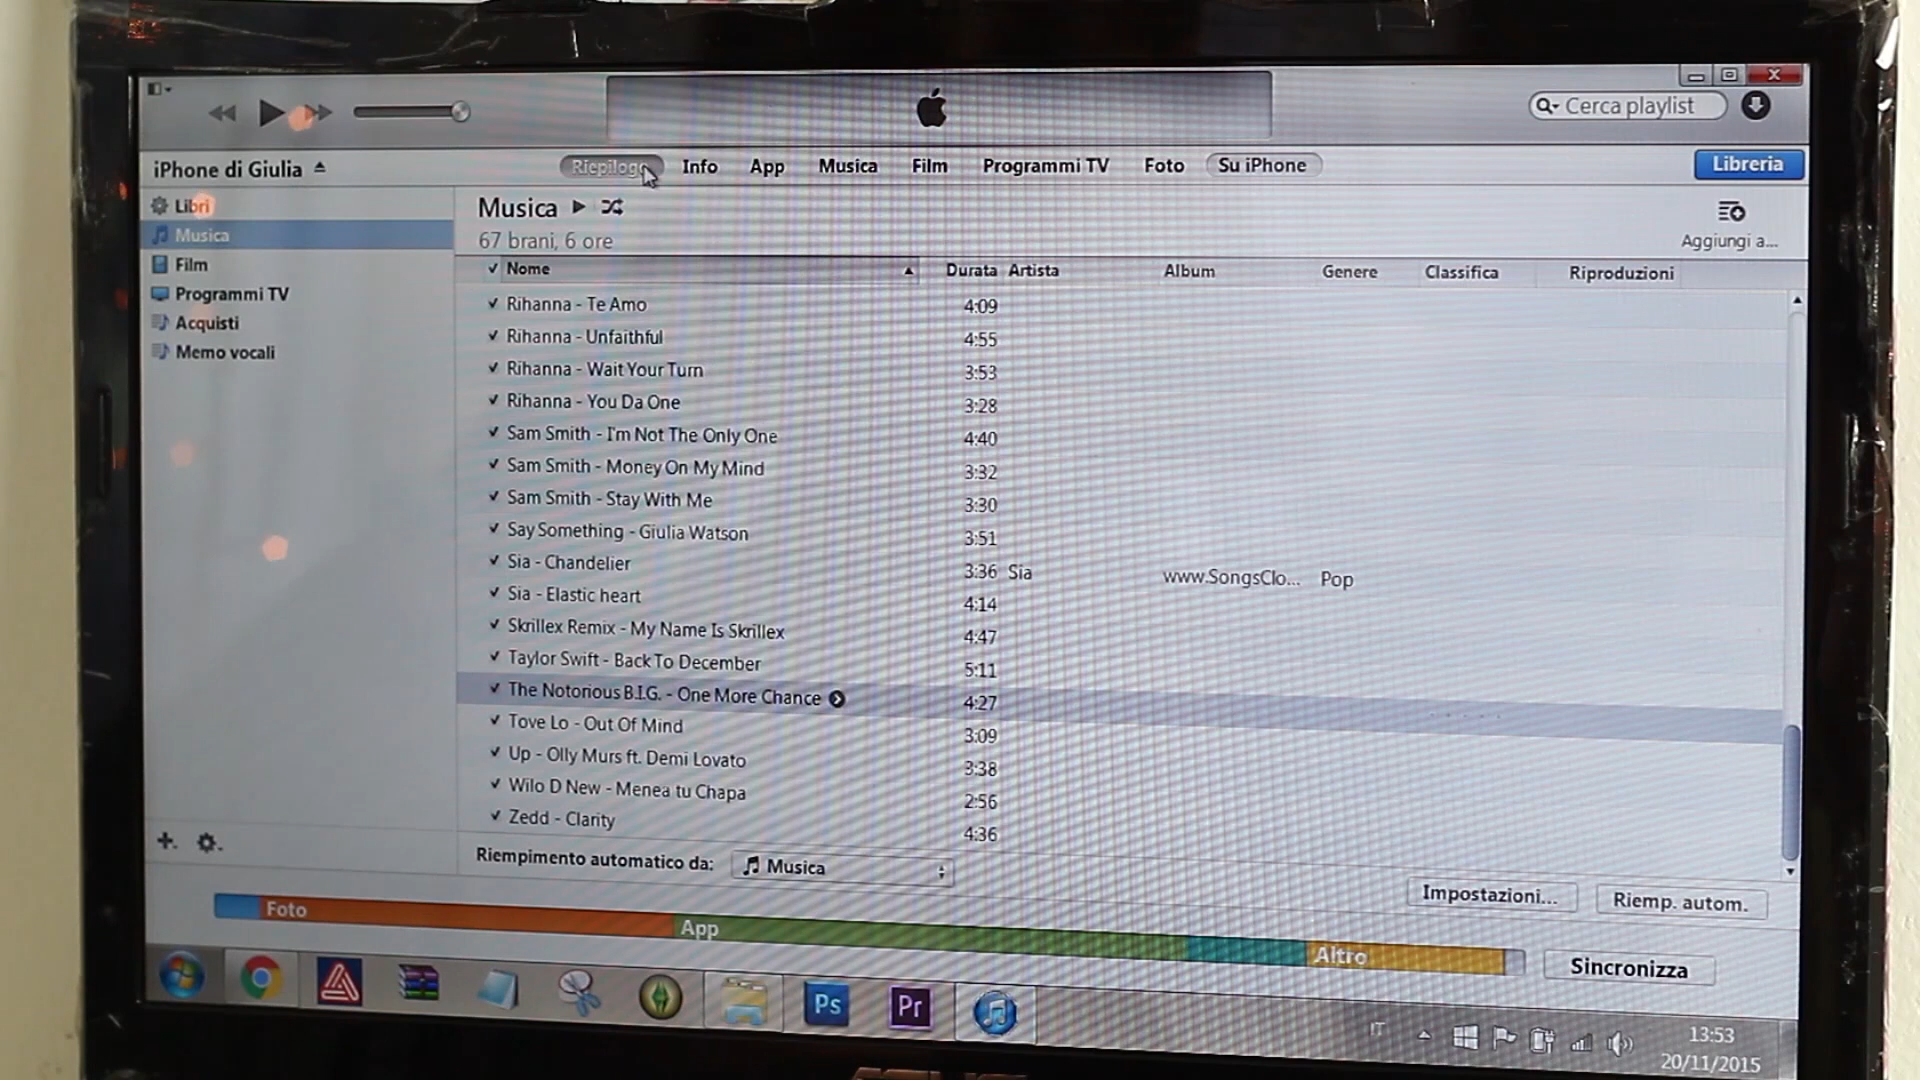 Cerca playlist
iPhone di Giulia
Riepilogo Info App Musica Film Programmi TV Foto Su iPhone Libreria
Libri
Musica
Film
Programmi TV
Acquisti
Memo vocali
Musica
67 brani, 6 ore
Aggiungi a...
Nome Durata Artista Album Genere Classifica Riproduzioni
Rihanna - Te Amo 4:09
Rihanna - Unfaithful 4:55
Rihanna - Wait Your Turn 3:53
Rihanna - You Da One 3:28
Sam Smith - I'm Not The Only One 4:40
Sam Smith - Money On My Mind 3:32
Sam Smith - Stay With Me 3:30
Say Something - Giulia Watson 3:51
Sia - Chandelier 3:36 Sia www.SongsClo... Pop
Sia - Elastic heart 4:14
Skrillex Remix - My Name Is Skrillex 4:47
Taylor Swift - Back To December 5:11
The Notorious B.I.G. - One More Chance 4:27
Tove Lo - Out Of Mind 3:09
Up - Olly Murs ft. Demi Lovato 3:38
Wilo D New - Menea tu Chapa 2:56
Zedd - Clarity 4:36
Riempimento automatico da: Musica
Impostazioni... Riemp. autom.
Foto App Altro
Sincronizza
Ps Pr
IT
13:53
20/11/2015